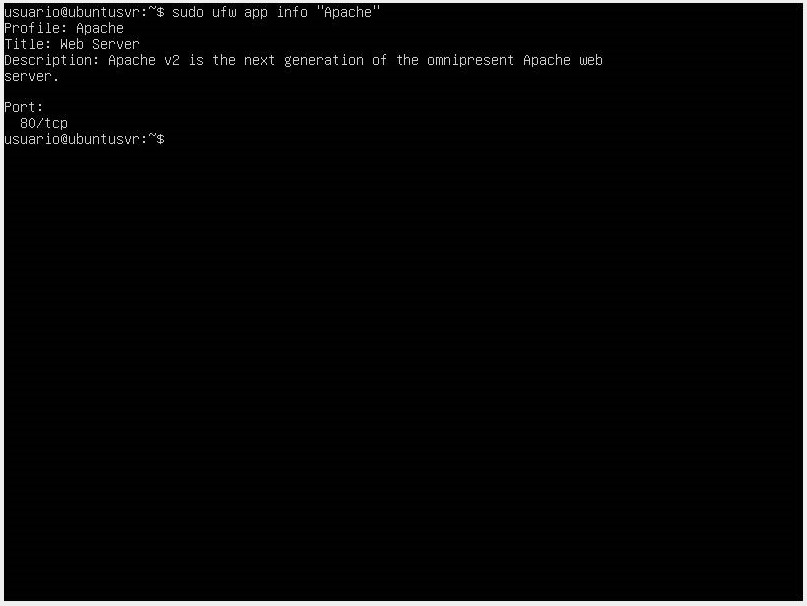 usuario@ubuntusvr:~$ sudo ufw app info "Apache"
Profile: Apache
Title: Web Server
Description: Apache v2 is the next generation of the omnipresent Apache web
server.
Port:
80/tcp
usuario@ubuntusvr:~$